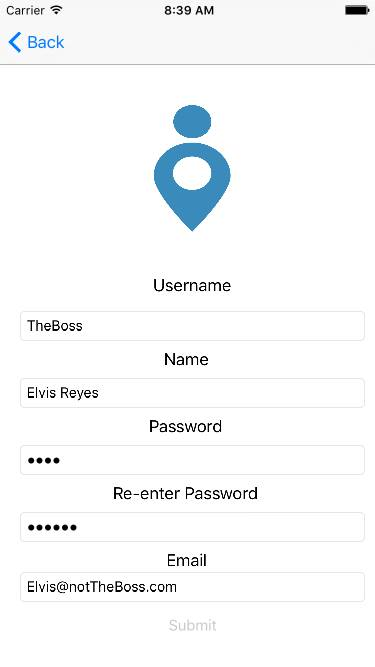 Carrier 8:39 AM
Back
Username
TheBoss
Name
Elvis Reyes
Password
••••
Re-enter Password
••••••
Email
Elvis@notTheBoss.com
Submit